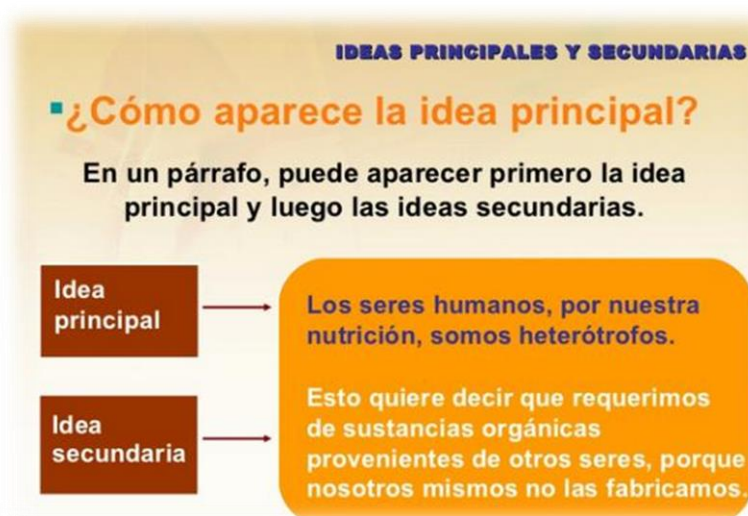 IDEAS PRINCIPALES Y SECUNDARIAS
¿Cómo aparece la idea principal?
En un párrafo, puede aparecer primero la idea
principal y luego las ideas secundarias.
Idea
principal
Los seres humanos, por nuestra
nutrición, somos heterótrofos.
Idea
secundaria
Esto quiere decir que requerimos
de sustancias orgánicas
provenientes de otros seres, porque
nosotros mismos no las fabricamos.